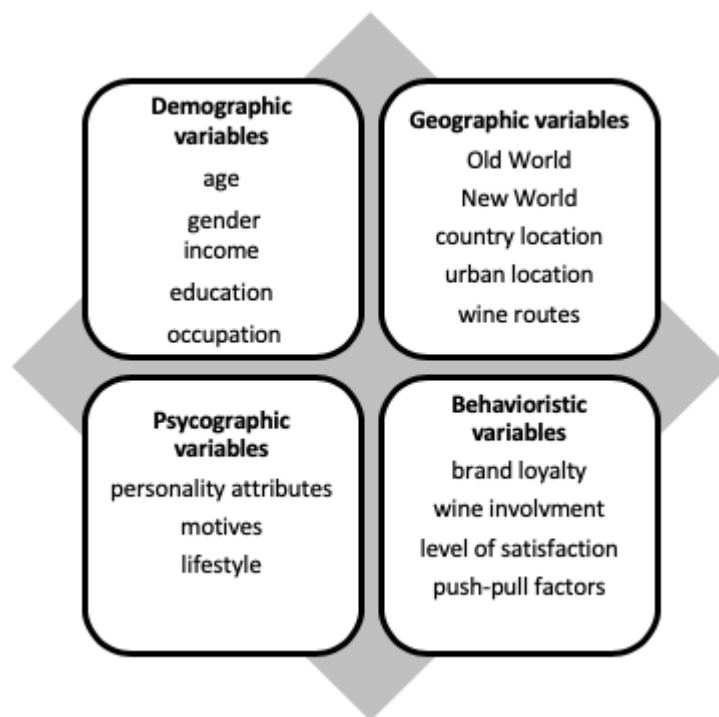 Demographic
variables
age
gender
income
education
occupation
Geographic variables
Old World
New World
country location
urban location
wine routes
Psycographic
variables
personality attributes
motives
lifestyle
Behavioristic
variables
brand loyalty
wine involvment
level of satisfaction
push-pull factors